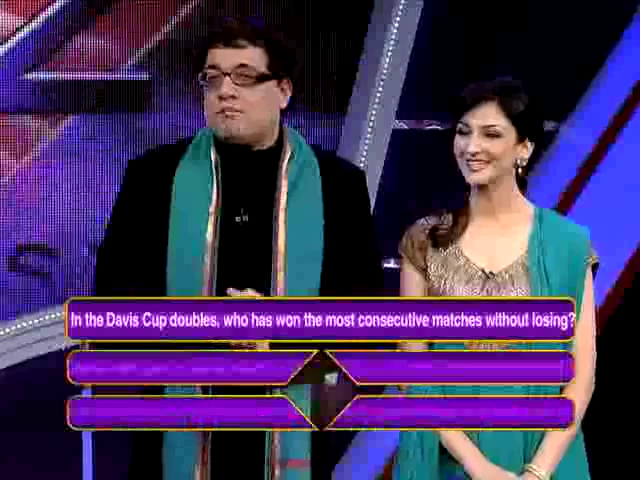 In the Davis Cup doubles, who has won the most consecutive matches without losing?